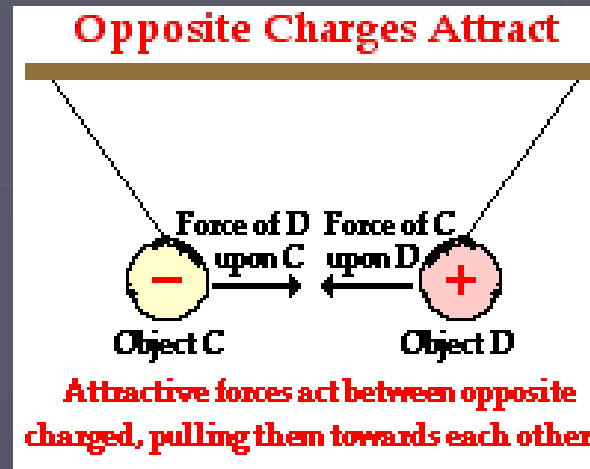 Opposite Charges Attract
Force of D Force of C
upon C upon D
− +
Object C Object D
Attractive forces act between opposite
charged, pulling them towards each other